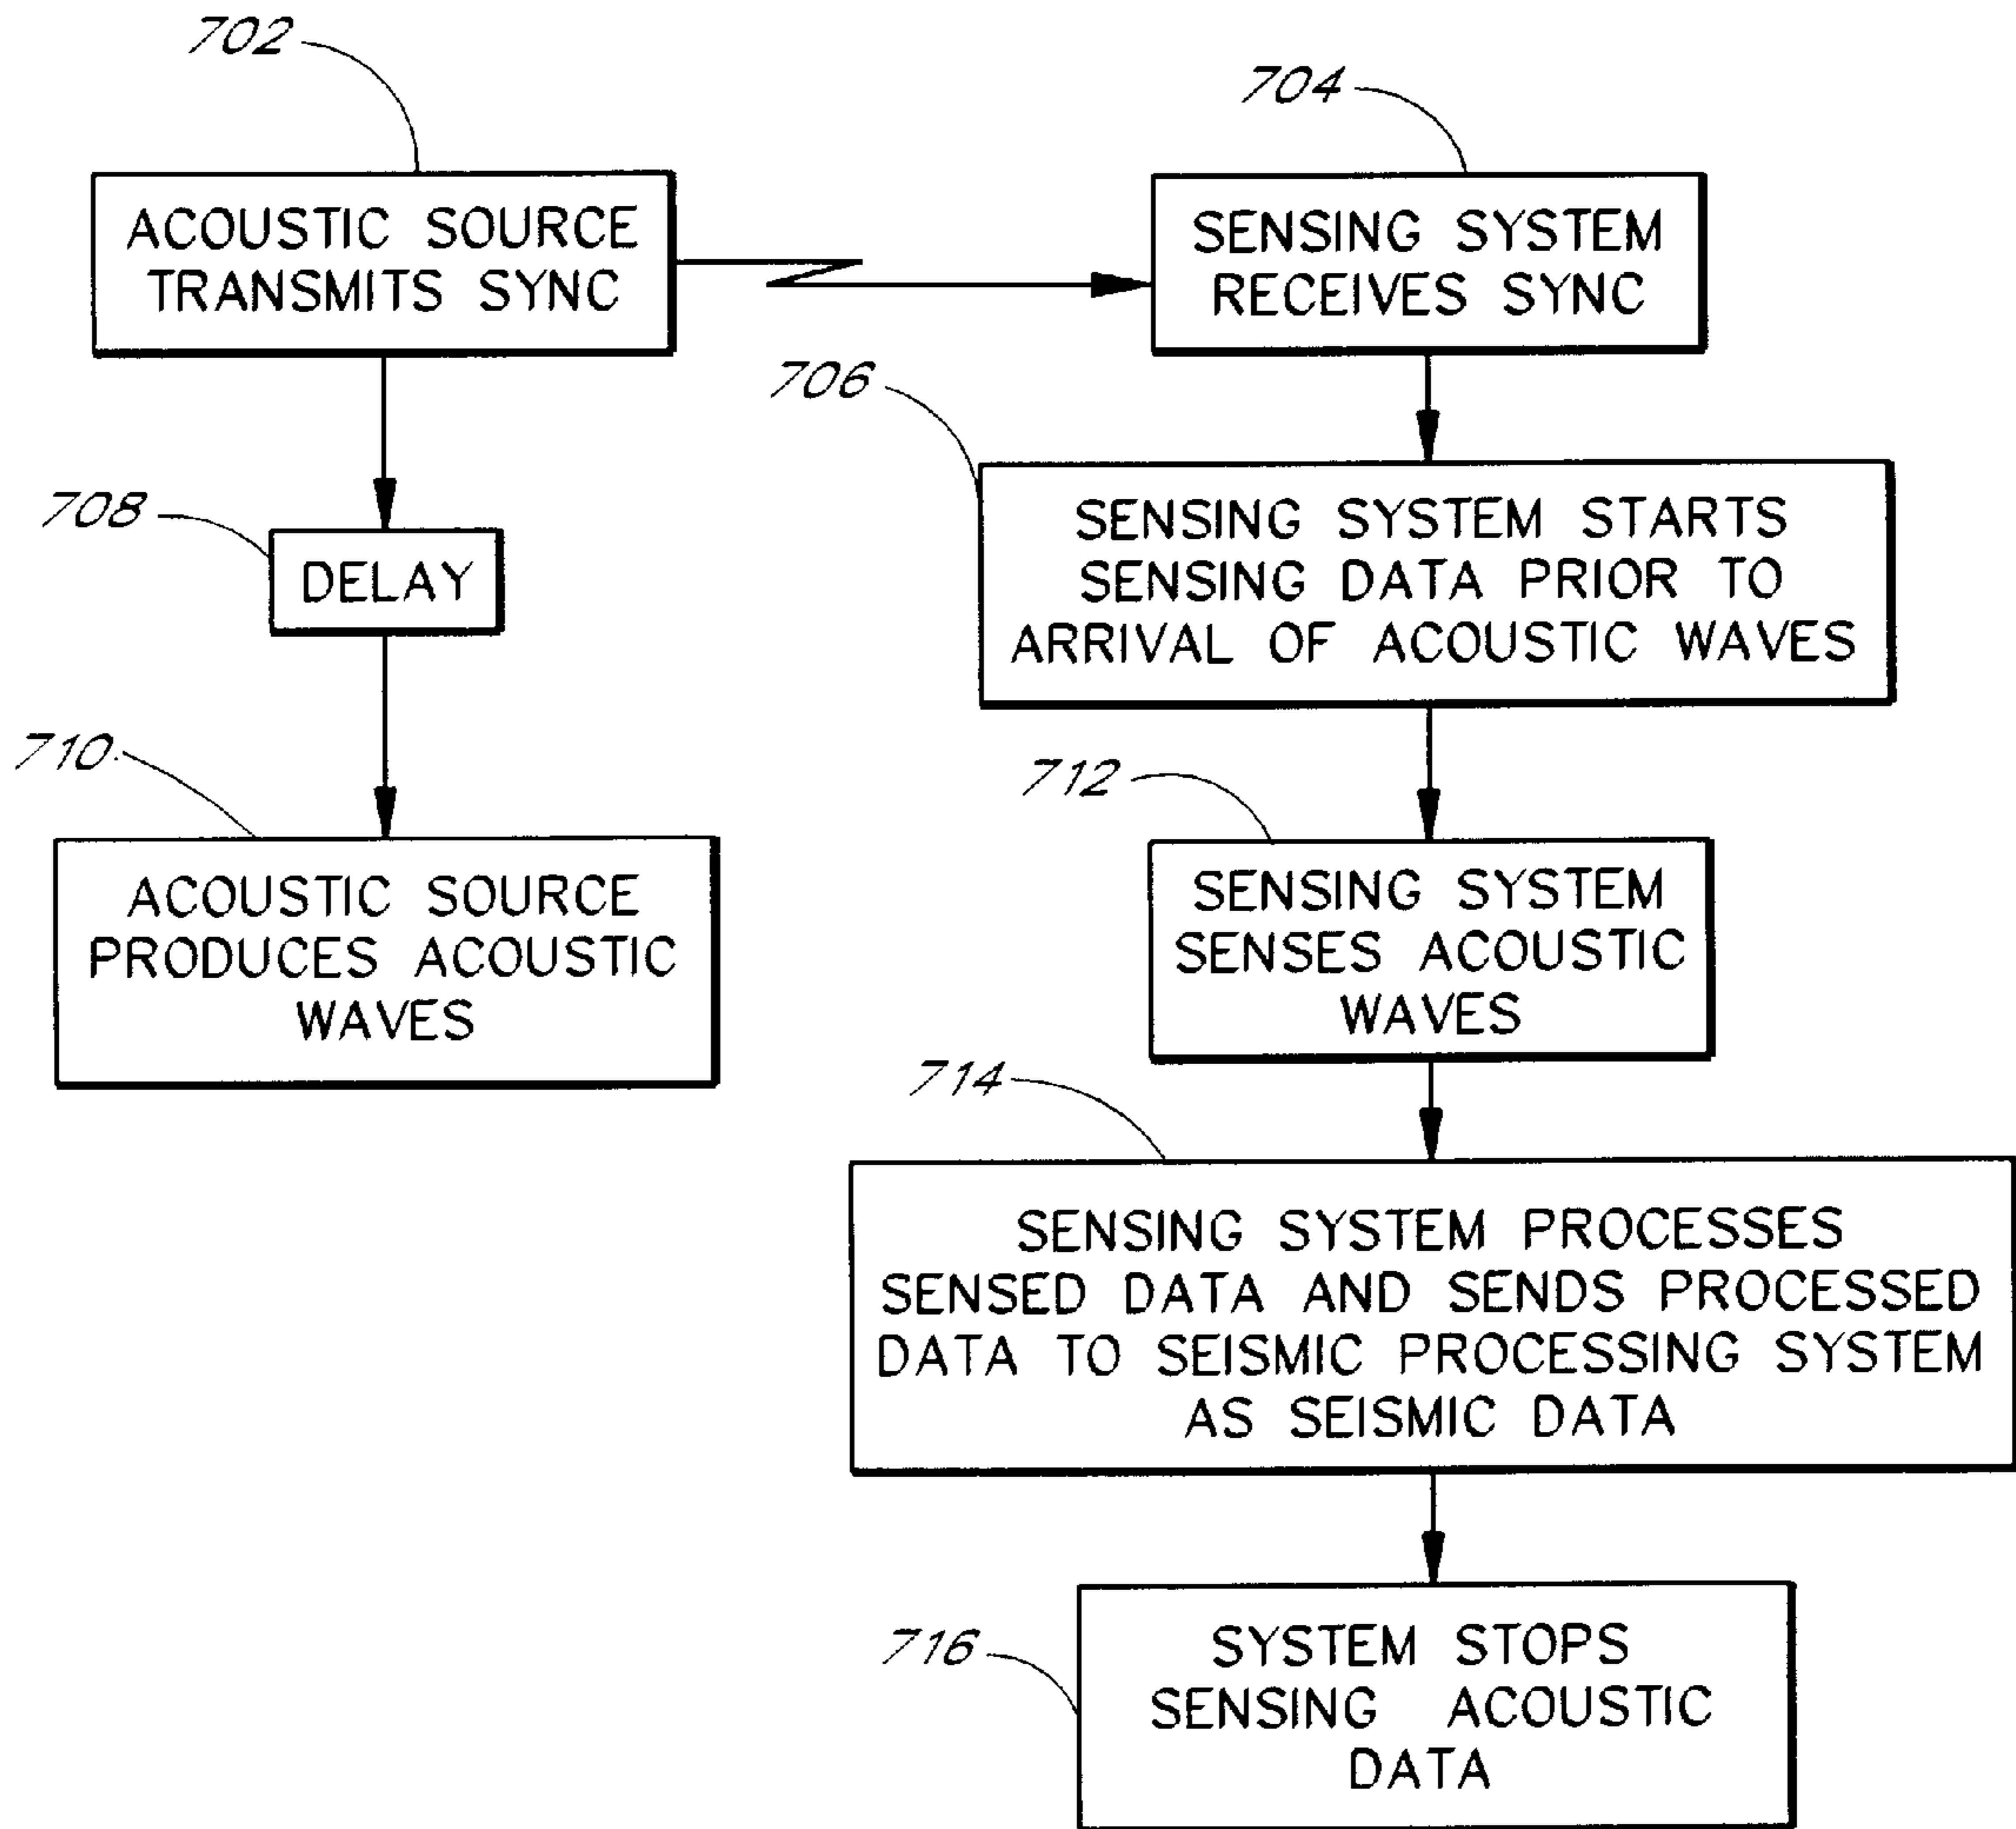 702
704
ACOUSTIC SOURCE
TRANSMITS SYNC
SENSING SYSTEM
RECEIVES SYNC
706
708
DELAY
SENSING SYSTEM STARTS
SENSING DATA PRIOR TO
ARRIVAL OF ACOUSTIC WAVES
710
ACOUSTIC SOURCE
PRODUCES ACOUSTIC
WAVES
712
SENSING SYSTEM
SENSES ACOUSTIC
WAVES
714
SENSING SYSTEM PROCESSES
SENSED DATA AND SENDS PROCESSED
DATA TO SEISMIC PROCESSING SYSTEM
AS SEISMIC DATA
716
SYSTEM STOPS
SENSING ACOUSTIC
DATA